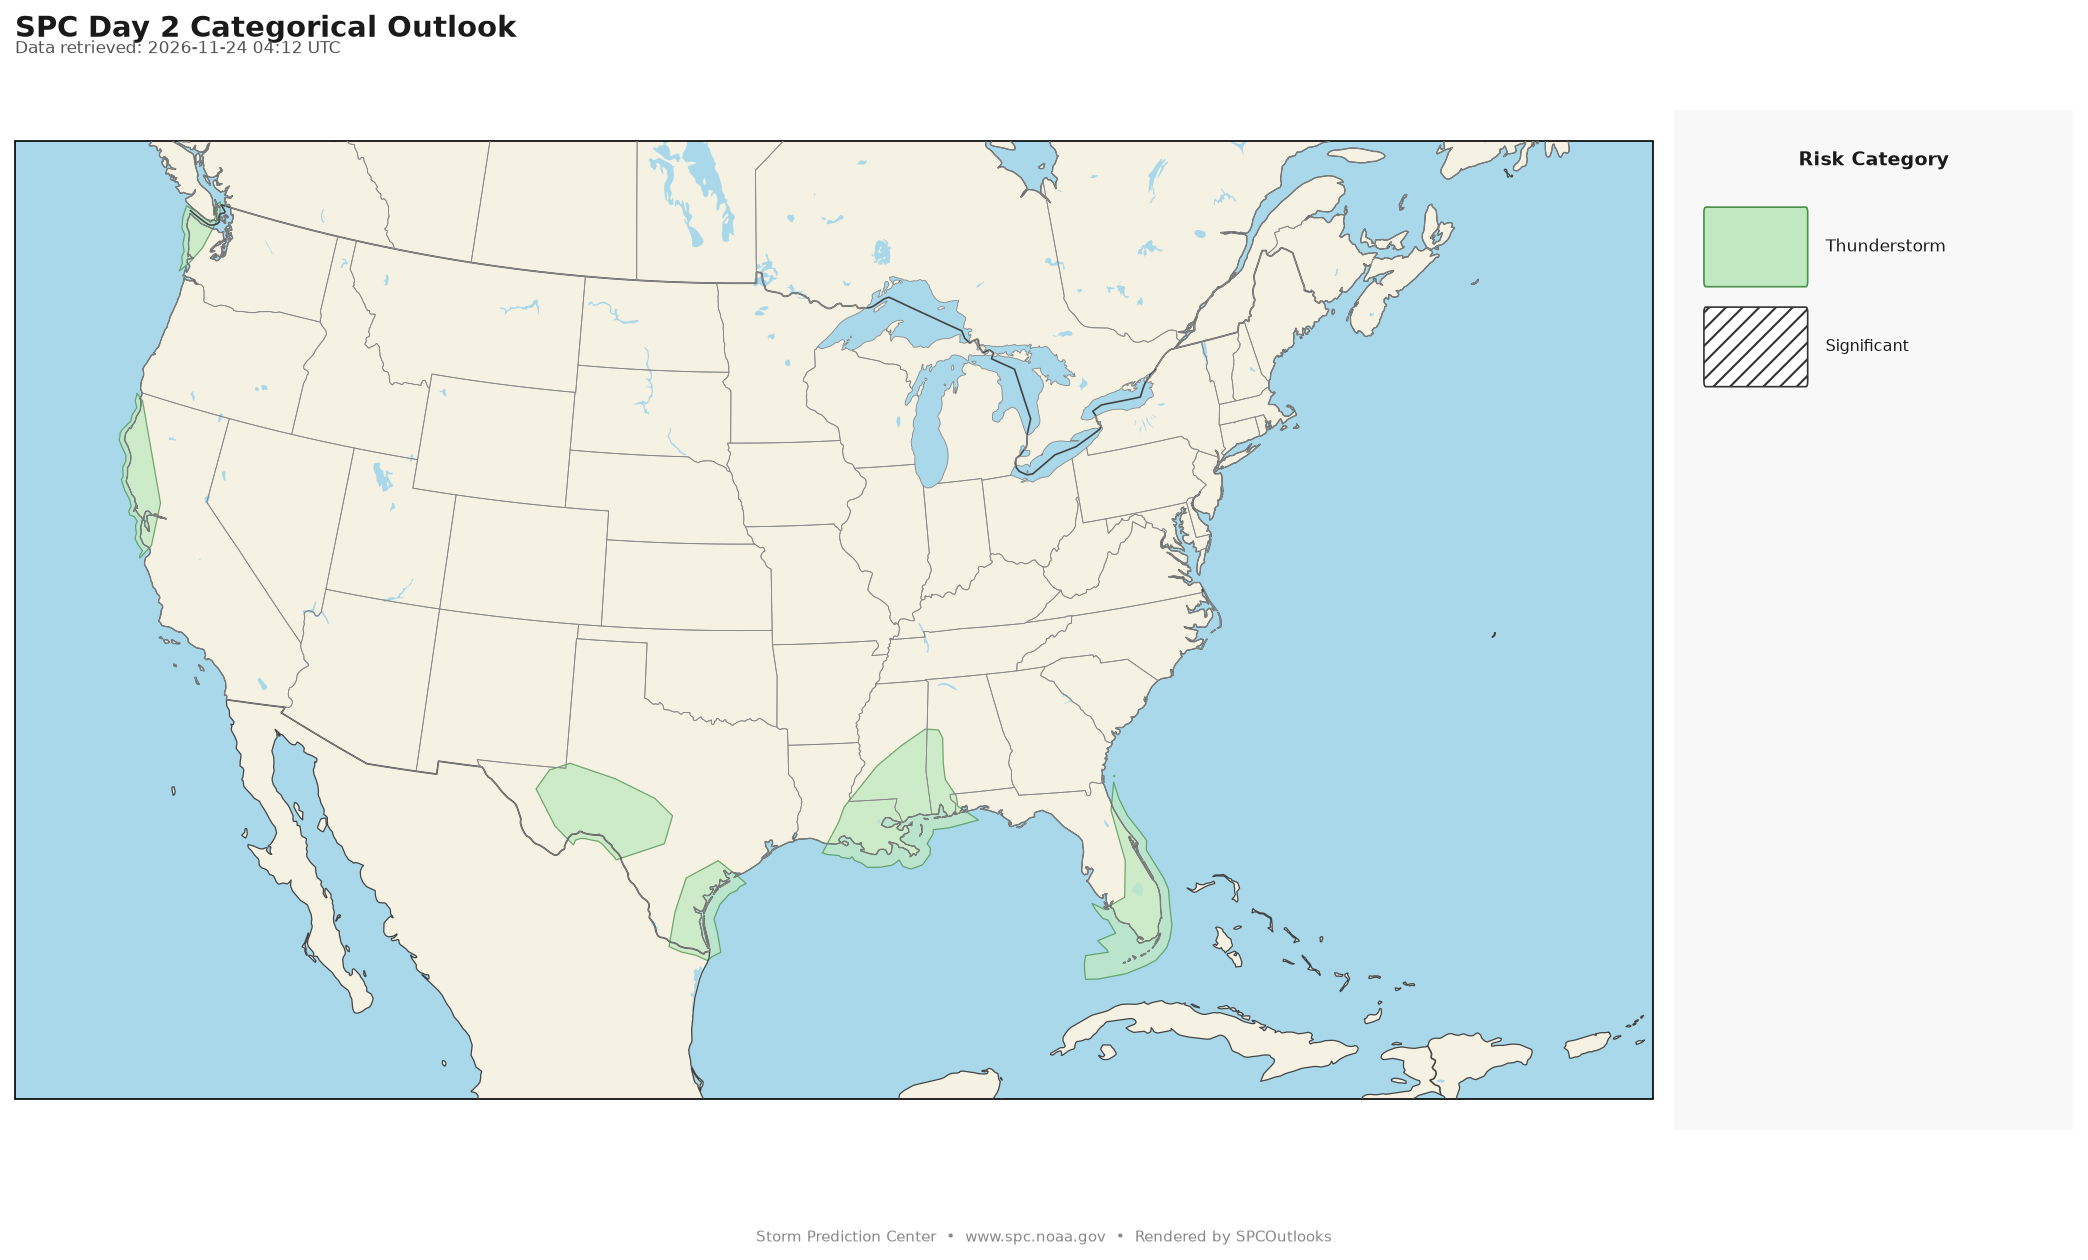 SPC Day 2 Categorical Outlook
Data retrieved: 2026-11-24 04:12 UTC
Risk Category
Thunderstorm
Significant
Storm Prediction Center • www.spc.noaa.gov • Rendered by SPCOutlooks